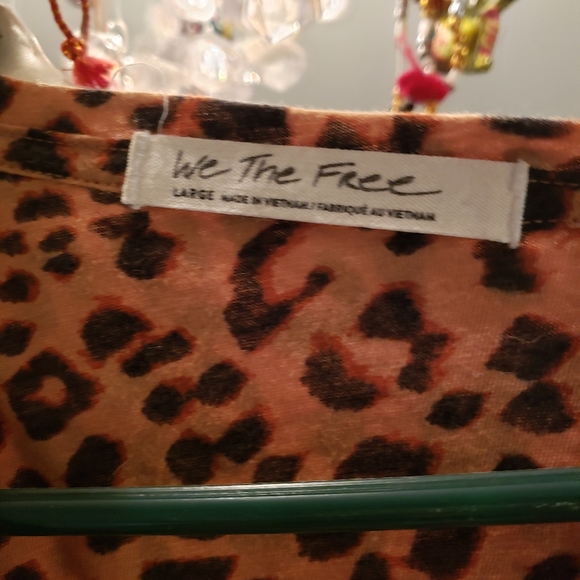 We The Free
LARGE MADE IN VIETNAM / FABRIQUÉ AU VIETNAM